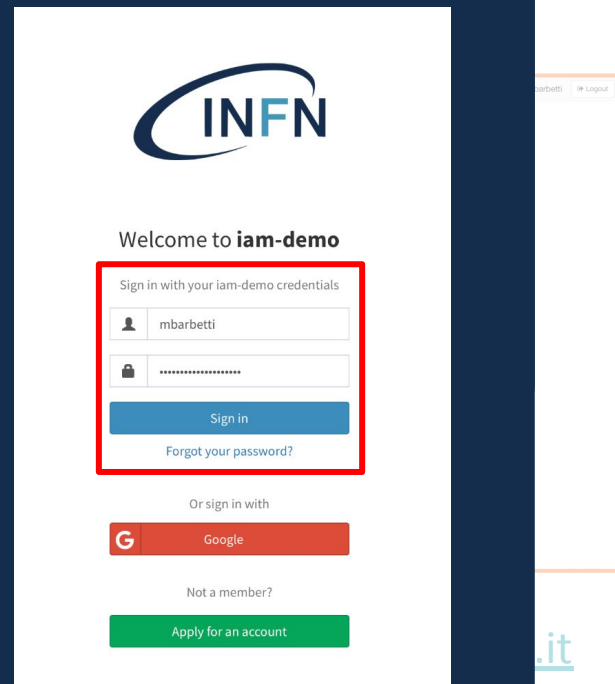 INFN
barbetti Logout
Welcome to iam-demo
Sign in with your iam-demo credentials
mbarbetti
••••••••••••••••••••
Sign in
Forgot your password?
Or sign in with
G Google
Not a member?
Apply for an account
.it